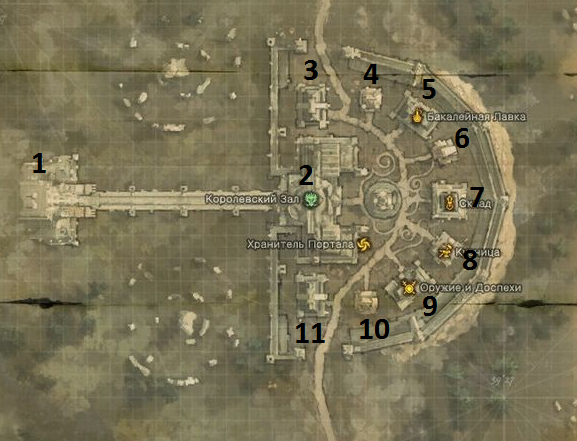 3
4
5
Бакалейная Лавка
6
1
2
7
Королевский Зал
Склад
Хранитель Портала
Кузница
8
Оружие и Доспехи
9
10
11